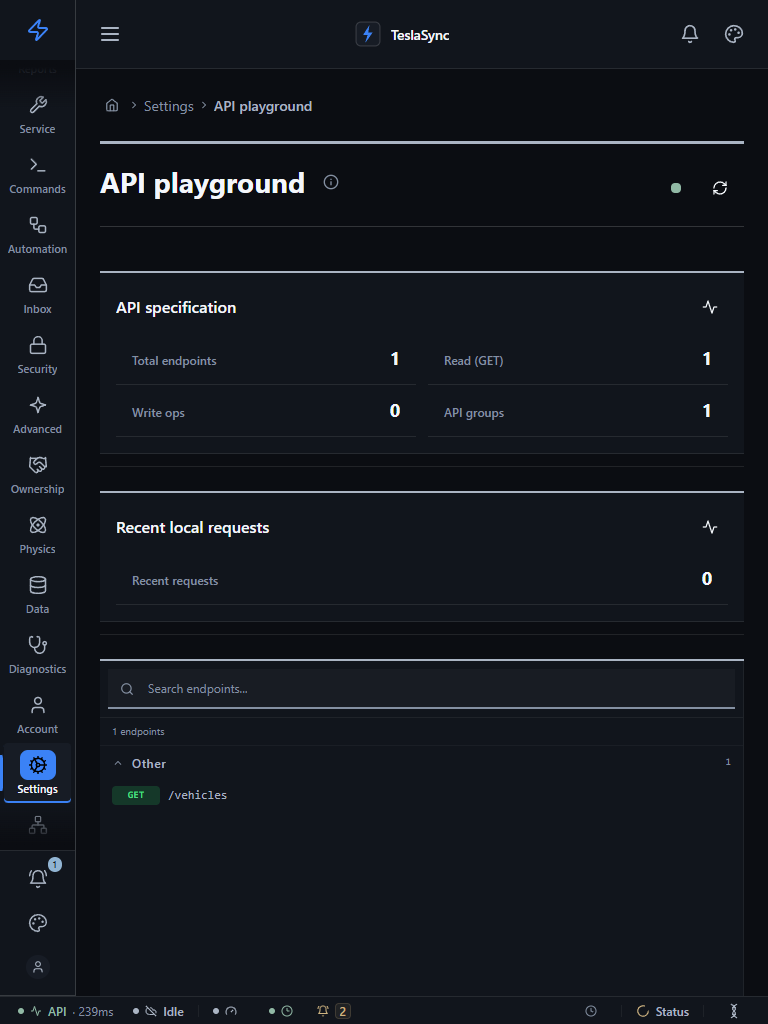 TeslaSync
Settings
API playground
API playground
API specification
Total endpoints 1
Read (GET) 1
Write ops 0
API groups 1
Recent local requests
Recent requests 0
Search endpoints...
1 endpoints
Other 1
GET /vehicles
Service
Commands
Automation
Inbox
Security
Advanced
Ownership
Physics
Data
Diagnostics
Account
Settings
1
API · 239ms
Idle
2
Status